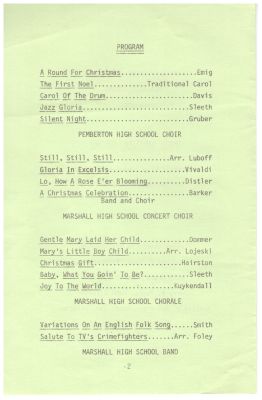 PROGRAM
A Round For Christmas....................Emig
The First Noel..............Traditional Carol
Carol Of The Drum.......................Davis
Jazz Gloria............................Sleeth
Silent Night...........................Gruber
PEMBERTON HIGH SCHOOL CHOIR
Still, Still, Still...............Arr. Luboff
Gloria In Excelsis....................Vivaldi
Lo, How A Rose E'er Blooming.........Distler
A Christmas Celebration................Barker
Band and Choir
MARSHALL HIGH SCHOOL CONCERT CHOIR
Gentle Mary Laid Her Child.............Donmer
Mary's Little Boy Child..........Arr. Lojeski
Christmas Gift.......................Hairston
Baby, What You Goin' To Be?............Sleeth
Joy To The World...................Kuykendall
MARSHALL HIGH SCHOOL CHORALE
Variations On An English Folk Song......Smith
Salute To TV's Crimefighters.......Arr. Foley
MARSHALL HIGH SCHOOL BAND
-2